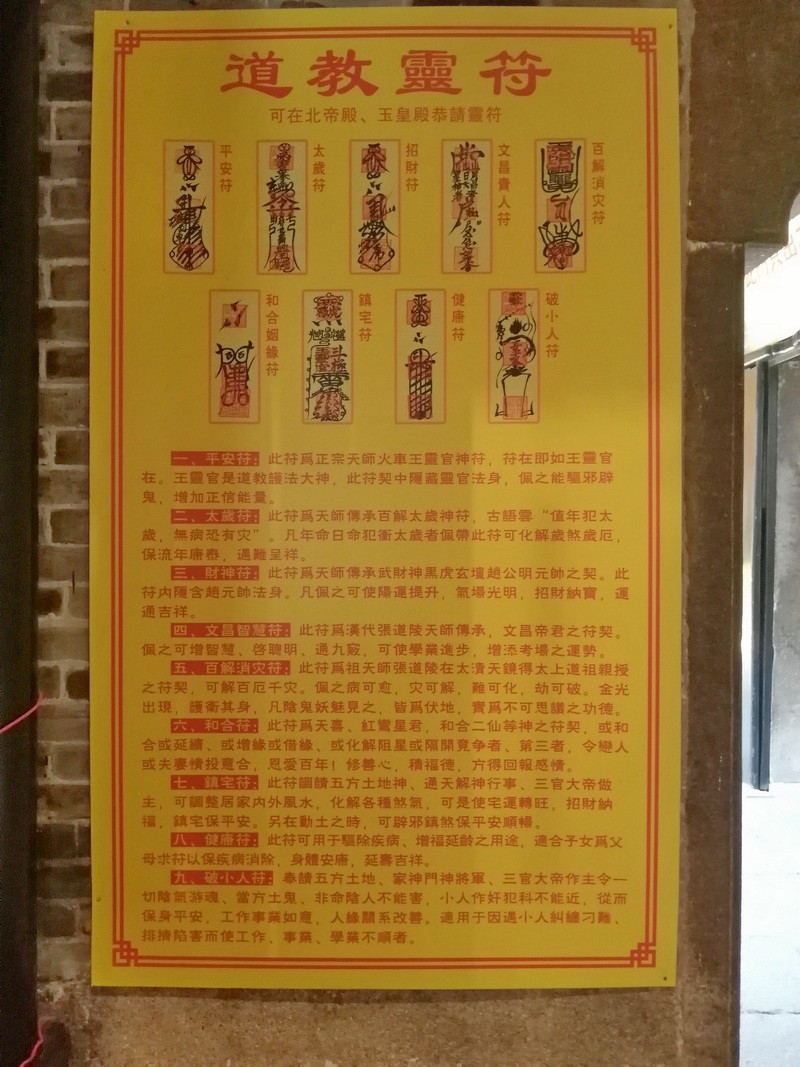 道教靈符
可在北帝殿、玉皇殿恭請靈符
平安符
太歲符
招財符
文昌貴人符
百解消灾符
和合姻緣符
鎮宅符
健康符
破小人符
一、平安符：此符爲正宗天師火車王靈官神符，符在即如王靈官
在。王靈官是道教護法大神，此符契中隱藏靈官法身，佩之能驅邪辟
鬼，增加正信能量。
二、太歲符：此符爲天師傳承百解太歲神符，古語雲“值年犯太
歲，無病恐有灾”。凡年命日命犯衝太歲者佩帶此符可化解歲煞歲厄，
保流年康泰，遇難呈祥。
三、財神符：此符爲天師傳承武財神黑虎玄壇趙公明元帥之契。此
符内隱含趙元帥法身。凡佩之可使陽運提升，氣場光明，招財納寶，運
通吉祥。
四、文昌智慧符：此符爲漢代張道陵天師傳承，文昌帝君之符契。
佩之可增智慧、啓聰明、通九竅，可使學業進步，增添考場之運勢。
五、百解消灾符：此符爲祖天師張道陵在太清天鏡得太上道祖親授
之符契，可解百厄千灾。佩之病可愈，灾可解，難可化，劫可破。金光
出現，護衛其身，凡陰鬼妖魅見之，皆爲伏地，實爲不可思議之功德。
六、和合符：此符爲天喜、紅鸞星君，和合二仙等神之符契，或和
合或延續、或增緣或借緣、或化解阻星或隔開競争者、第三者，令戀人
或夫妻情投意合，恩愛百年！修善心，積福德，方得回報感情。
七、鎮宅符：此符調請五方土地神、通天解神行事、三官大帝做
主，可調整居家内外風水，化解各種煞氣，可是使宅運轉旺，招財納
福，鎮宅保平安。另在動土之時，可辟邪鎮煞保平安順暢。
八、健康符：此符可用于驅除疾病、增福延齡之用途，適合子女爲父
母求符以保疾病消除，身體安康，延壽吉祥。
九、破小人符：奉請五方土地、家神門神將軍、三官大帝作主令一
切陰氣游魂、當方土鬼、非命陰人不能害，小人作奸犯科不能近，從而
保身平安，工作事業如意，人緣關系改善。適用于因遇小人糾纏刁難、
排擠陷害而使工作、事業、學業不順者。